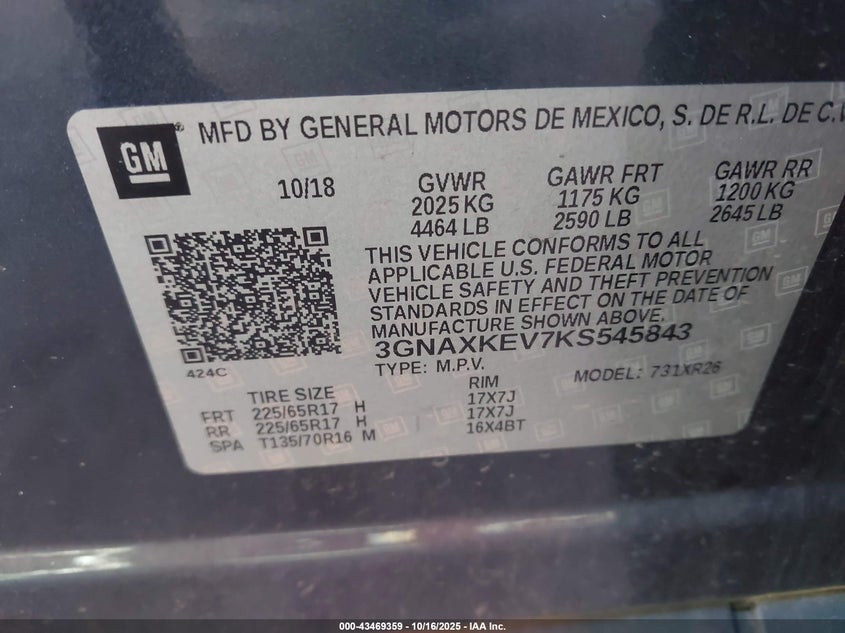 GM
MFD BY GENERAL MOTORS DE MEXICO, S. DE R.L. DE C.V
10/18
GVWR
2025 KG
4464 LB
GAWR FRT
1175 KG
2590 LB
GAWR RR
1200 KG
2645 LB
THIS VEHICLE CONFORMS TO ALL
APPLICABLE U.S. FEDERAL MOTOR
VEHICLE SAFETY AND THEFT PREVENTION
STANDARDS IN EFFECT ON THE DATE OF
MANUFACTURE SHOWN ABOVE.
3GNAXKEV7KS545843
TYPE: M.P.V.
MODEL: 731XR26
424C
TIRE SIZE
RIM
FRT 225/65R17 H 17X7J
RR 225/65R17 H / 17X7J
SPA T135/70R16 M 16X4BT
000-43469359 | 10/16/2025 - IAA Inc.